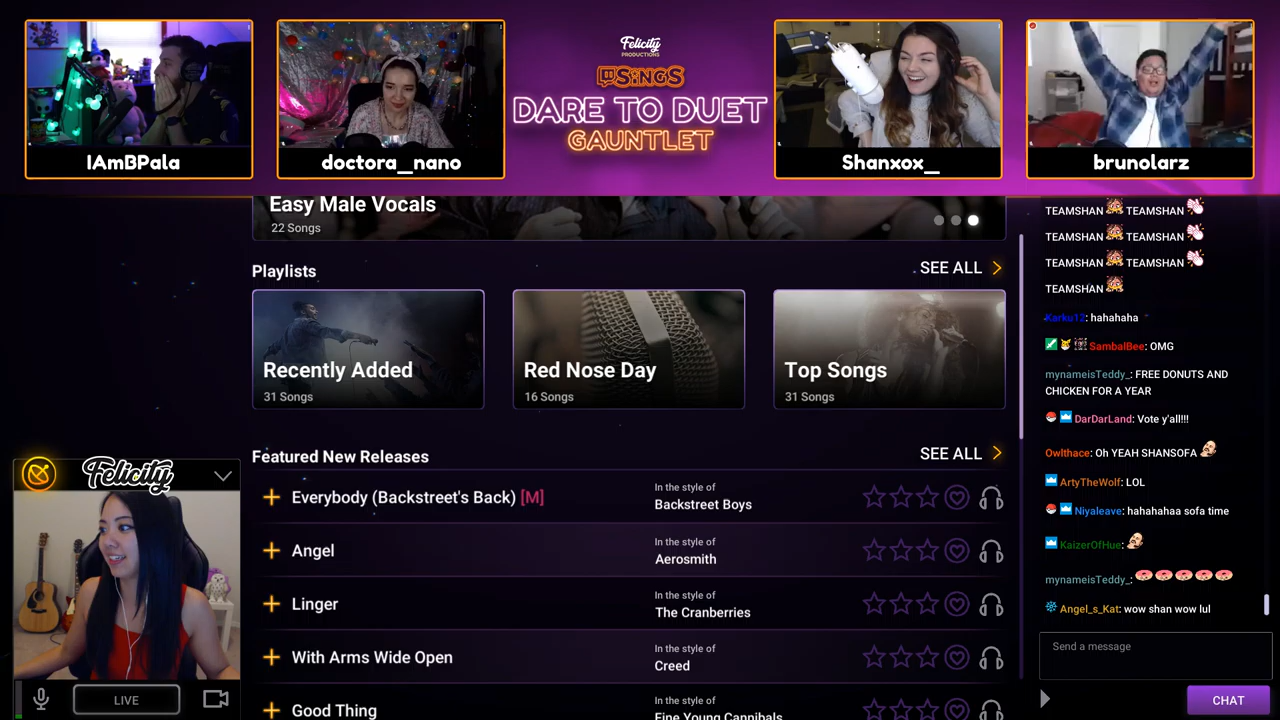 Felicity
PRODUCTIONS
SINGS
DARE TO DUET
GAUNTLET
IAmBPala
doctora__nano
Shanxox_
brunolarz
Easy Male Vocals
22 Songs
Playlists
SEE ALL
Recently Added
31 Songs
Red Nose Day
16 Songs
Top Songs
31 Songs
Featured New Releases
SEE ALL
Everybody (Backstreet's Back) [M]
In the style of
Backstreet Boys
Angel
In the style of
Aerosmith
Linger
In the style of
The Cranberries
With Arms Wide Open
In the style of
Creed
Good Thing
In the style of
Fine Young Cannibals
Felicity
LIVE
TEAMSHAN TEAMSHAN
TEAMSHAN TEAMSHAN
TEAMSHAN TEAMSHAN
TEAMSHAN
Karku12: hahahaha
SambalBee: OMG
mynameisTeddy_: FREE DONUTS AND
CHICKEN FOR A YEAR
DarDarLand: Vote y'all!!!
Owlthace: Oh YEAH SHANSOFA
ArtyTheWolf: LOL
Niyaleave: hahahahaa sofa time
KaizerOfHue:
mynameisTeddy_:
Angel_s_Kat: wow shan wow lul
Send a message
CHAT